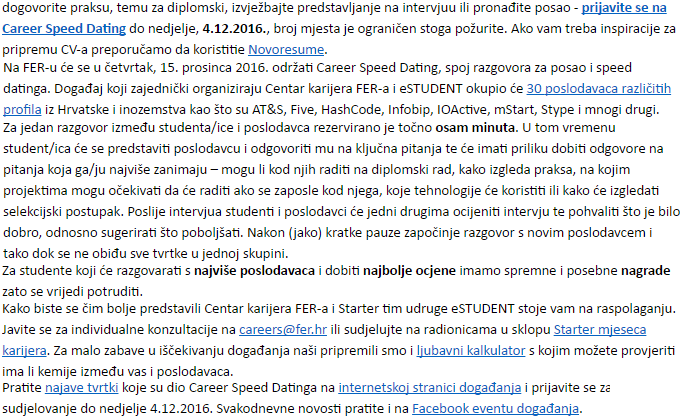 dogovorite praksu, temu za diplomski, izvježbajte predstavljanje na intervjuu ili pronađite posao - prijavite se na
Career Speed Dating do nedjelje, 4.12.2016., broj mjesta je ograničen stoga požurite. Ako vam treba inspiracije za
pripremu CV-a preporučamo da koristitie Novoresume.
Na FER-u će se u četvrtak, 15. prosinca 2016. održati Career Speed Dating, spoj razgovora za posao i speed
datinga. Događaj koji zajednički organiziraju Centar karijera FER-a i eSTUDENT okupio će 30 poslodavaca različitih
profila iz Hrvatske i inozemstva kao što su AT&S, Five, HashCode, Infobip, IOActive, mStart, Stype i mnogi drugi.
Za jedan razgovor između studenta/ice i poslodavca rezervirano je točno osam minuta. U tom vremenu
student/ica će se predstaviti poslodavcu i odgovoriti mu na ključna pitanja te će imati priliku dobiti odgovore na
pitanja koja ga/ju najviše zanimaju – mogu li kod njih raditi na diplomski rad, kako izgleda praksa, na kojim
projektima mogu očekivati da će raditi ako se zaposle kod njega, koje tehnologije će koristiti ili kako će izgledati
selekcijski postupak. Poslije intervjua studenti i poslodavci će jedni drugima ocijeniti intervju te pohvaliti što je bilo
dobro, odnosno sugerirati što poboljšati. Nakon (jako) kratke pauze započinje razgovor s novim poslodavcem i
tako dok se ne obiđu sve tvrtke u jednoj skupini.
Za studente koji će razgovarati s najviše poslodavaca i dobiti najbolje ocjene imamo spremne i posebne nagrade
zato se vrijedi potruditi.
Kako biste se čim bolje predstavili Centar karijera FER-a i Starter tim udruge eSTUDENT stoje vam na raspolaganju.
Javite se za individualne konzultacije na careers@fer.hr ili sudjelujte na radionicama u sklopu Starter mjeseca
karijera. Za malo zabave u iščekivanju događanja naši pripremili smo i ljubavni kalkulator s kojim možete provjeriti
ima li kemije između vas i poslodavaca.
Pratite najave tvrtki koje su dio Career Speed Datinga na internetskoj stranici događanja i prijavite se za
sudjelovanje do nedjelje 4.12.2016. Svakodnevne novosti pratite i na Facebook eventu događanja.